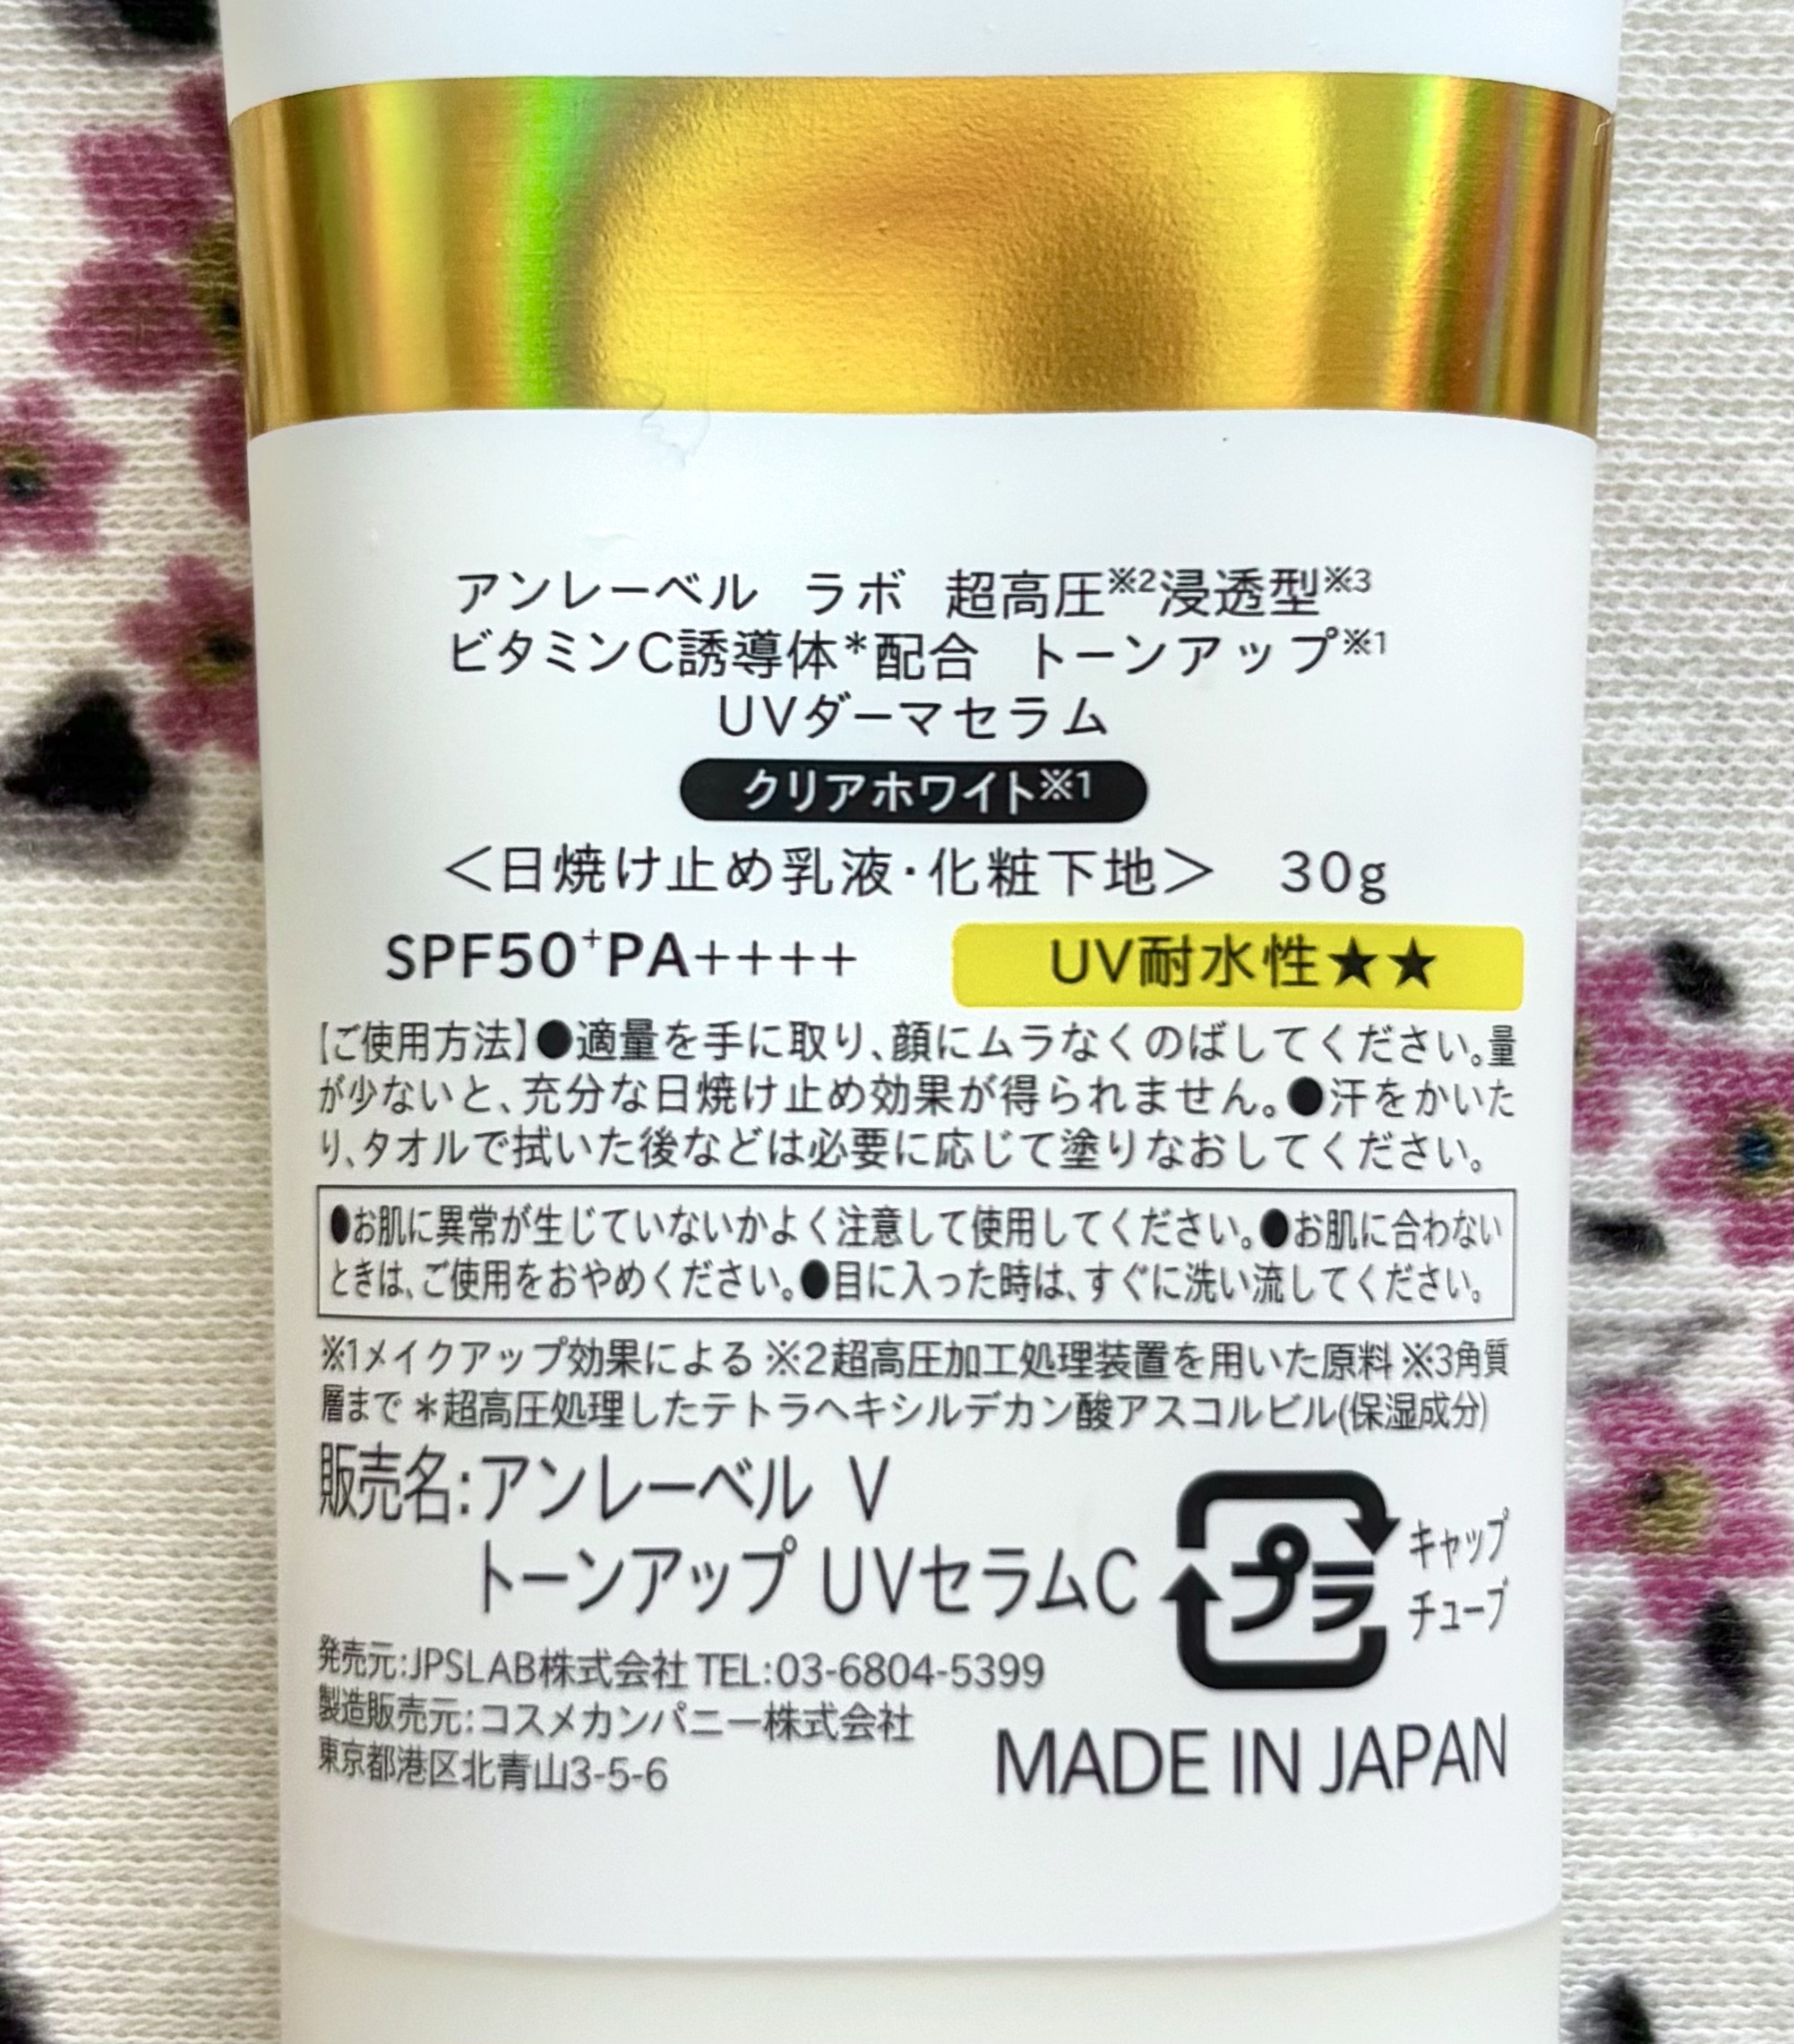 アンレーベル ラボ 超高圧※2浸透型※3
ビタミンC誘導体*配合 トーンアップ※1
UVダーマセラム
クリアホワイト※1
＜日焼け止め乳液・化粧下地＞ 30g
SPF50⁺PA++++ UV耐水性★★
【ご使用方法】●適量を手に取り、顔にムラなくのばしてください。量
が少ないと、充分な日焼け止め効果が得られません。●汗をかいた
り、タオルで拭いた後などは必要に応じて塗りなおしてください。
●お肌に異常が生じていないかよく注意して使用してください。●お肌に合わない
ときは、ご使用をおやめください。●目に入った時は、すぐに洗い流してください。
※1メイクアップ効果による ※2超高圧加工処理装置を用いた原料 ※3角質
層まで *超高圧処理したテトラヘキシルデカン酸アスコルビル(保湿成分)
販売名:アンレーベル V
トーンアップ UVセラムC
プラ
キャップ
チューブ
発売元:JPSLAB株式会社 TEL:03-6804-5399
製造販売元:コスメカンパニー株式会社
東京都港区北青山3-5-6
MADE IN JAPAN